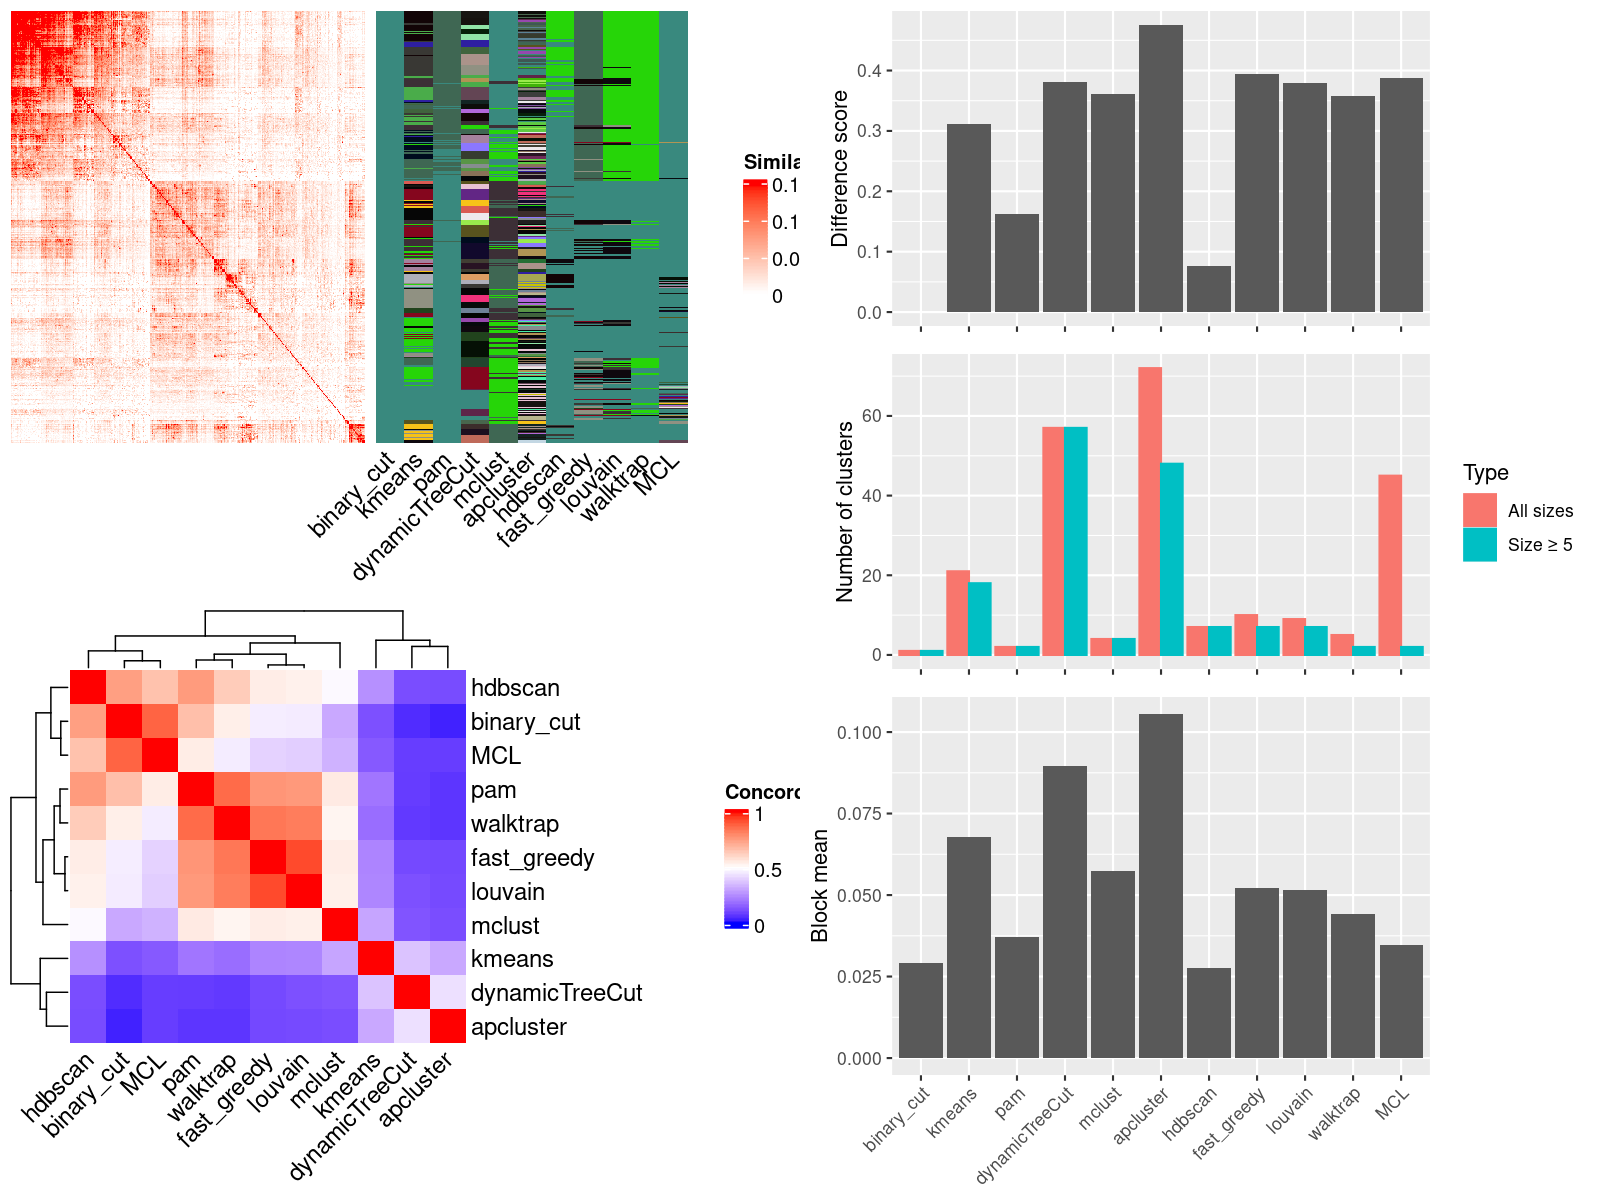 Simila
0.1
0.1
0.0
0
binary_cut
kmeans
pam
dynamicTreeCut
mclust
apcluster
hdbscan
fast_greedy
louvain
walktrap
MCL
hdbscan
binary_cut
MCL
pam
walktrap
fast_greedy
louvain
mclust
kmeans
dynamicTreeCut
apcluster
hdbscan
binary_cut
MCL
pam
walktrap
fast_greedy
louvain
mclust
kmeans
dynamicTreeCut
apcluster
Concord
1
0.5
0
Difference score
0.4
0.3
0.2
0.1
0.0
Number of clusters
60
40
20
0
Type
All sizes
Size ≥ 5
Block mean
0.100
0.075
0.050
0.025
0.000
binary_cut
kmeans
pam
dynamicTreeCut
mclust
apcluster
hdbscan
fast_greedy
louvain
walktrap
MCL